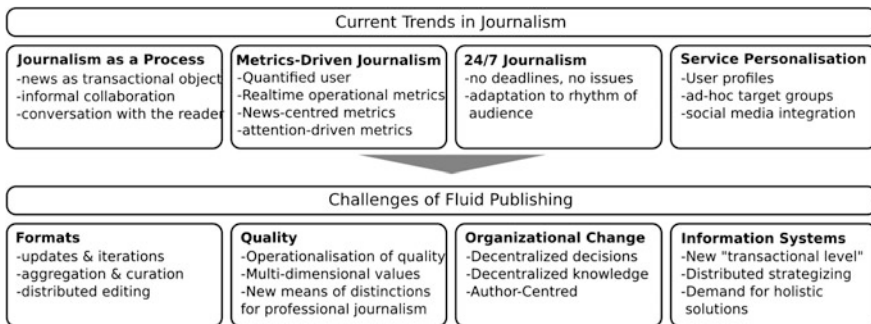 Current Trends in Journalism
Journalism as a Process
-news as transactional object
-informal collaboration
-conversation with the reader
Metrics-Driven Journalism
-Quantified user
-Realtime operational metrics
-News-centred metrics
-attention-driven metrics
24/7 Journalism
-no deadlines, no issues
-adaptation to rhythm of
audience
Service Personalisation
-User profiles
-ad-hoc target groups
-social media integration
Challenges of Fluid Publishing
Formats
-updates & iterations
-aggregation & curation
-distributed editing
Quality
-Operationalisation of quality
-Multi-dimensional values
-New means of distinctions
for professional journalism
Organizational Change
-Decentralized decisions
-Decentralized knowledge
-Author-Centred
Information Systems
-New "transactional level"
-Distributed strategizing
-Demand for holistic
solutions